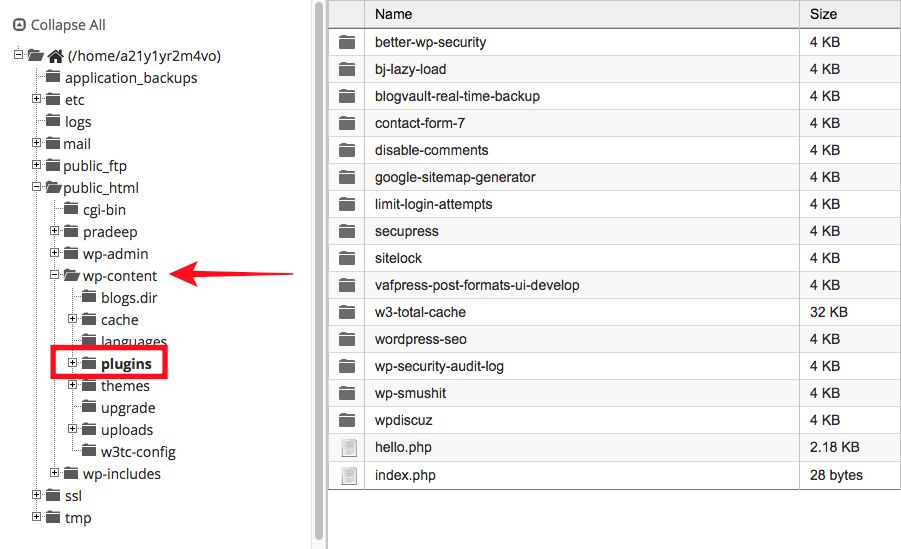 Collapse All
(/home/a21y1yr2m4vo)
application_backups
etc
logs
mail
public_ftp
public_html
cgi-bin
pradeep
wp-admin
wp-content
blogs.dir
cache
languages
plugins
themes
upgrade
uploads
w3tc-config
wp-includes
ssl
tmp
Name Size
better-wp-security 4 KB
bj-lazy-load 4 KB
blogvault-real-time-backup 4 KB
contact-form-7 4 KB
disable-comments 4 KB
google-sitemap-generator 4 KB
limit-login-attempts 4 KB
secupress 4 KB
sitelock 4 KB
vafpress-post-formats-ui-develop 4 KB
w3-total-cache 32 KB
wordpress-seo 4 KB
wp-security-audit-log 4 KB
wp-smushit 4 KB
wpdiscuz 4 KB
hello.php 2.18 KB
index.php 28 bytes